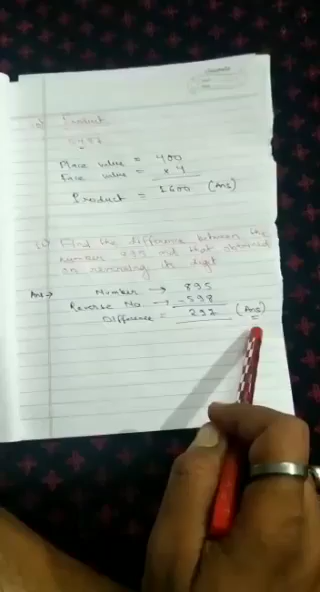 Product
Place value = 400
Face value = x 4
Product = 1600 (Ans)
Find the difference between the
number 895 and that obtained
on reversing its digit
Ans → Number → 895
Reverse No. → -598
Difference = 297 (Ans)